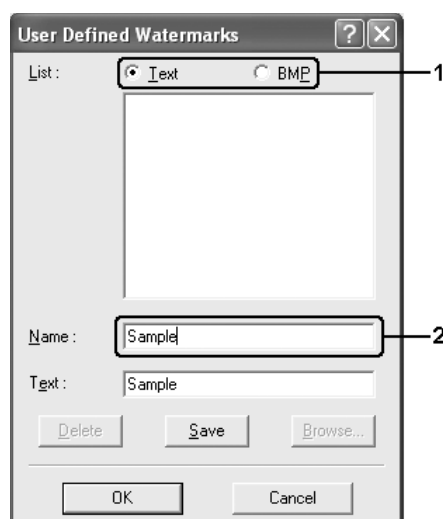 User Defined Watermarks
List : Text BMP 1
Name : Sample 2
Text : Sample
Delete Save Browse...
OK Cancel